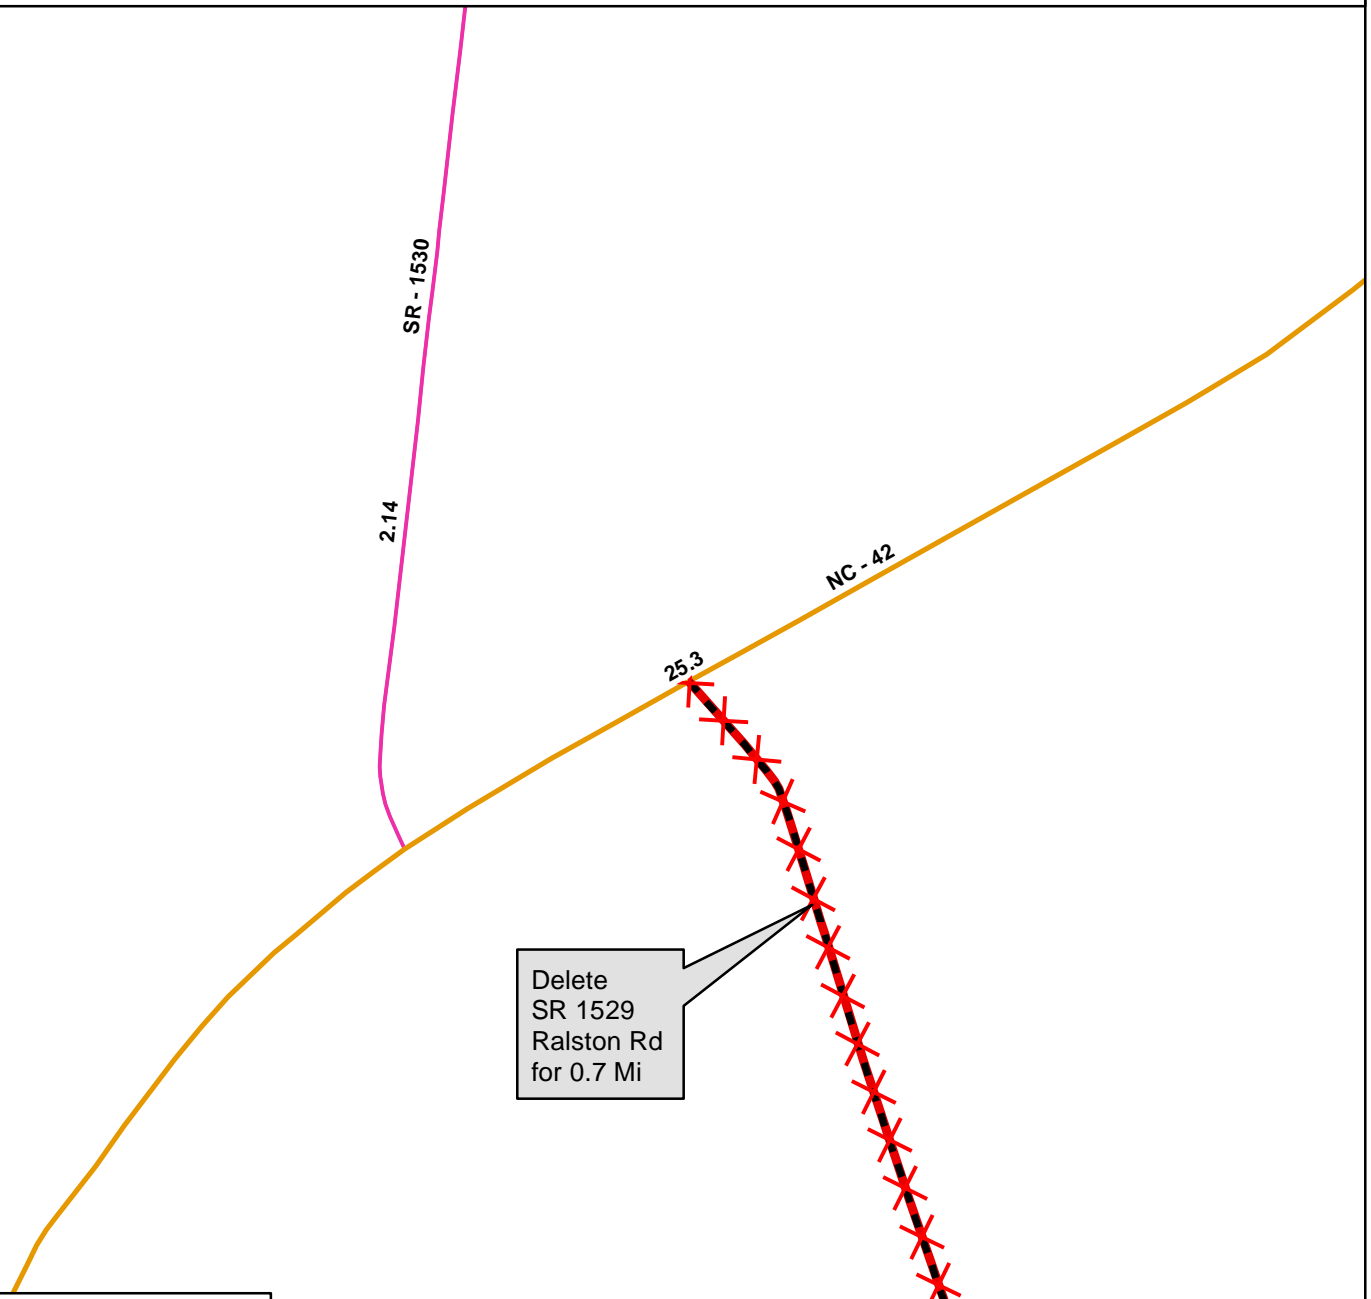 SR - 1530
2.14
NC - 42
25.3
Delete
SR 1529
Ralston Rd
for 0.7 Mi